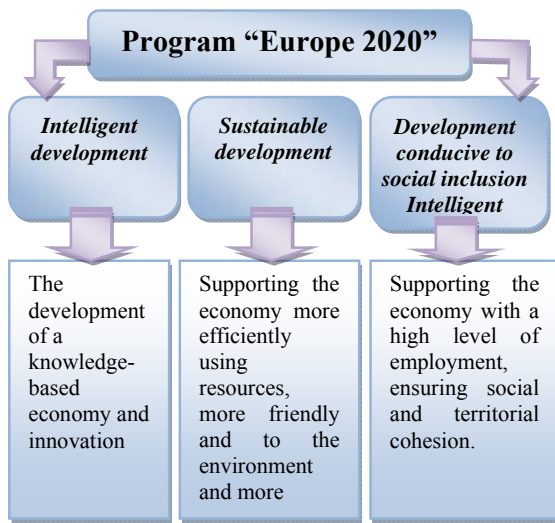 Program “Europe 2020”
Intelligent
development
Sustainable
development
Development
conducive to
social inclusion
Intelligent
The
development
of a
knowledge-
based
economy and
innovation
Supporting the
economy more
efficiently
using
resources,
more friendly
and to the
environment
and more
Supporting the
economy with a
high level of
employment,
ensuring social
and territorial
cohesion.